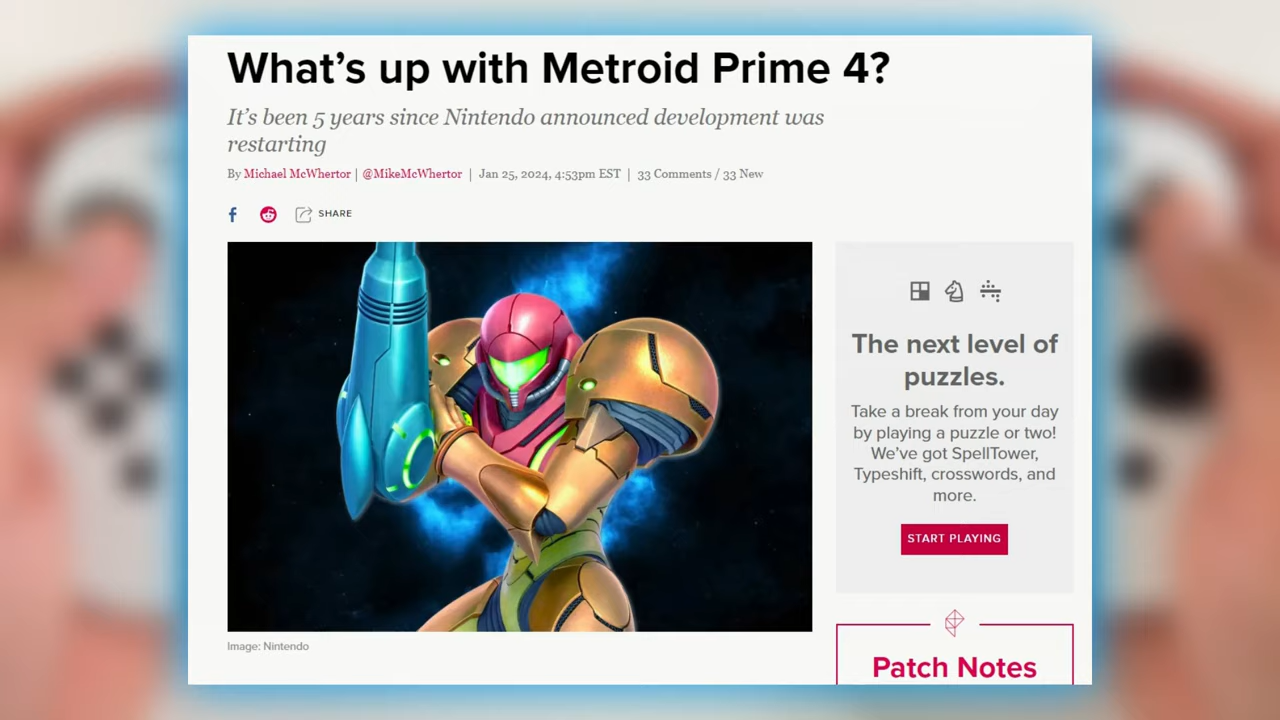 What's up with Metroid Prime 4?
It's been 5 years since Nintendo announced development was
restarting
By Michael McWhertor | @MikeMcWhertor | Jan 25, 2024, 4:53pm EST | 33 Comments / 33 New
SHARE
The next level of
puzzles.
Take a break from your day
by playing a puzzle or two!
We've got SpellTower,
Typeshift, crosswords, and
more.
START PLAYING
Image: Nintendo
Patch Notes